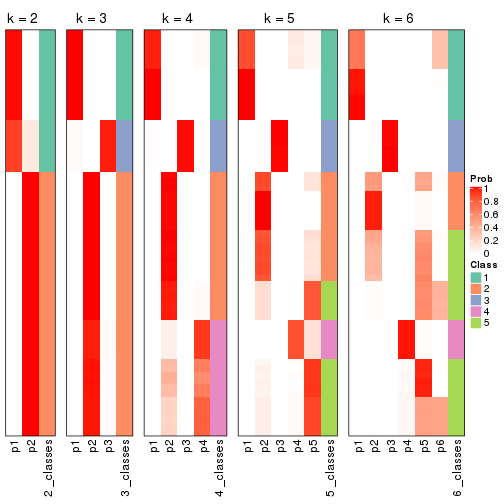 k = 2 k = 3 k = 4 k = 5 k = 6
Prob
1
0.8
0.6
0.4
0.2
0
Class
1
2
3
4
5
p1 p2 2_classes p1 p2 p3 3_classes p1 p2 p3 p4 4_classes p1 p2 p3 p4 p5 5_classes p1 p2 p3 p4 p5 p6 6_classes